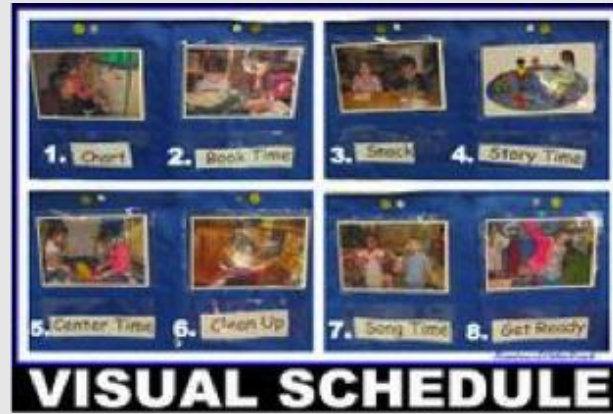 1. Chart
2. Book Time
3. Snack
4. Story Time
5. Center Time
6. Clean Up
7. Song Time
8. Get Ready
VISUAL SCHEDULE